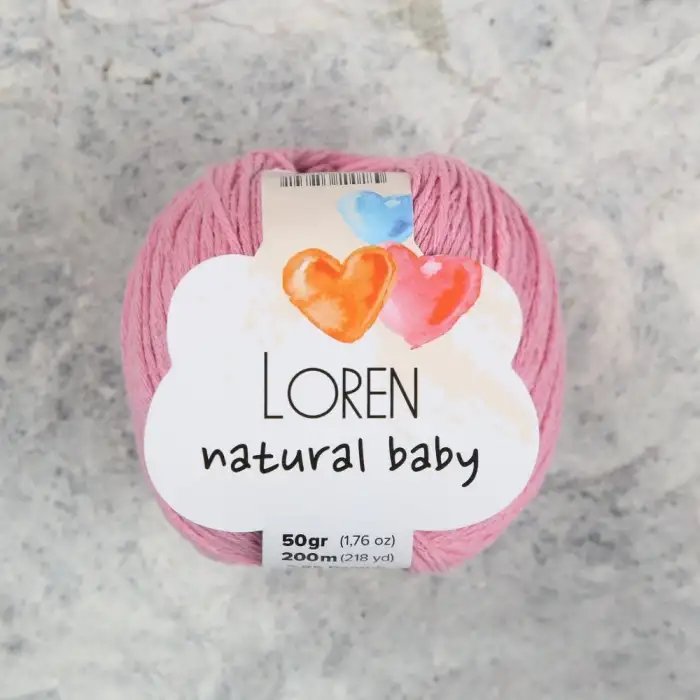 LOREN
natural baby
50gr (1,76 oz)
200m (218 yd)